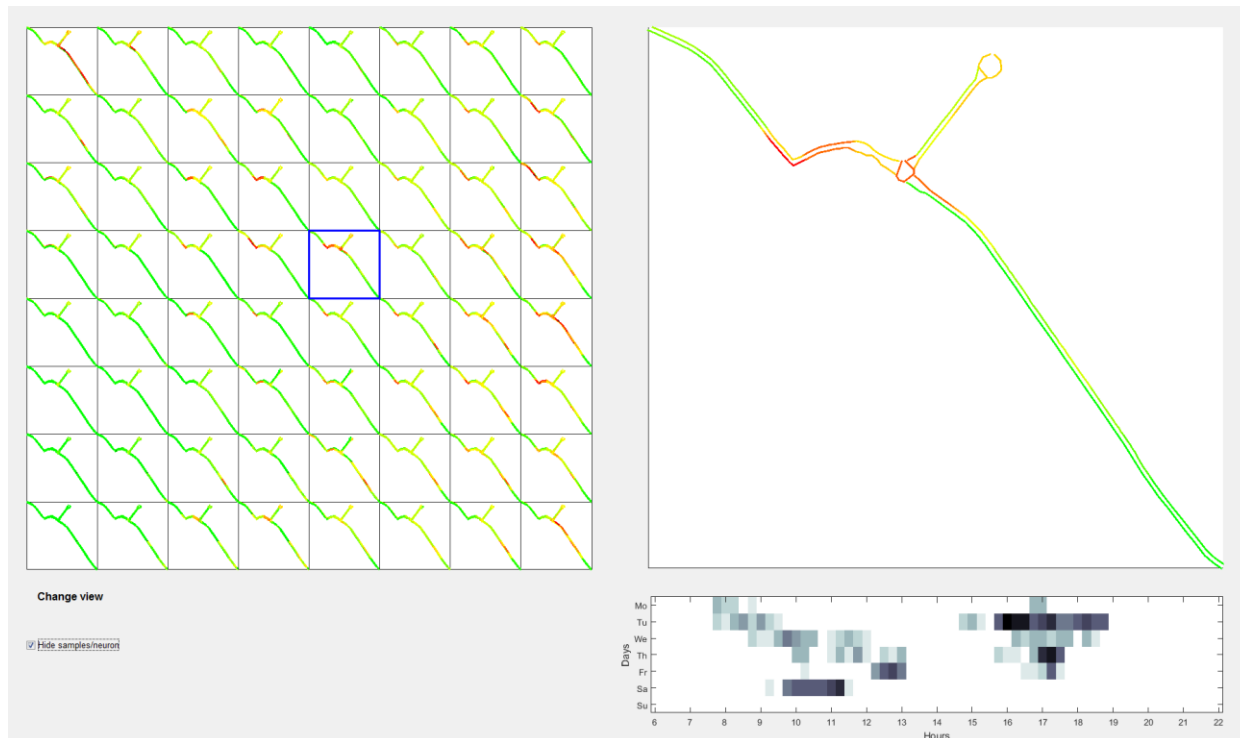 Change view
Hide samples/neuron
Days
Mo
Tu
We
Th
Fr
Sa
Su
6 7 8 9 10 11 12 13 14 15 16 17 18 19 20 21 22
Hours